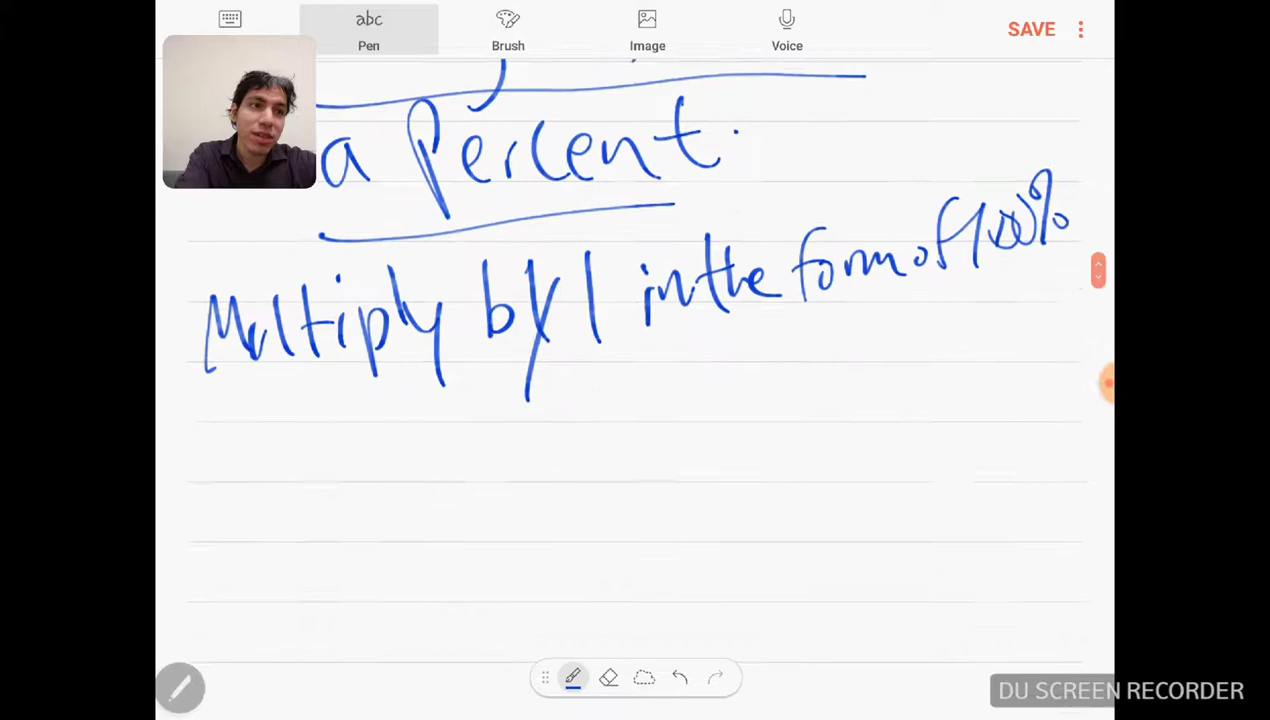 abc
Pen
Brush
Image
Voice
SAVE
a Percent.
Multiply by 1 in the form of 100%
DU SCREEN RECORDER